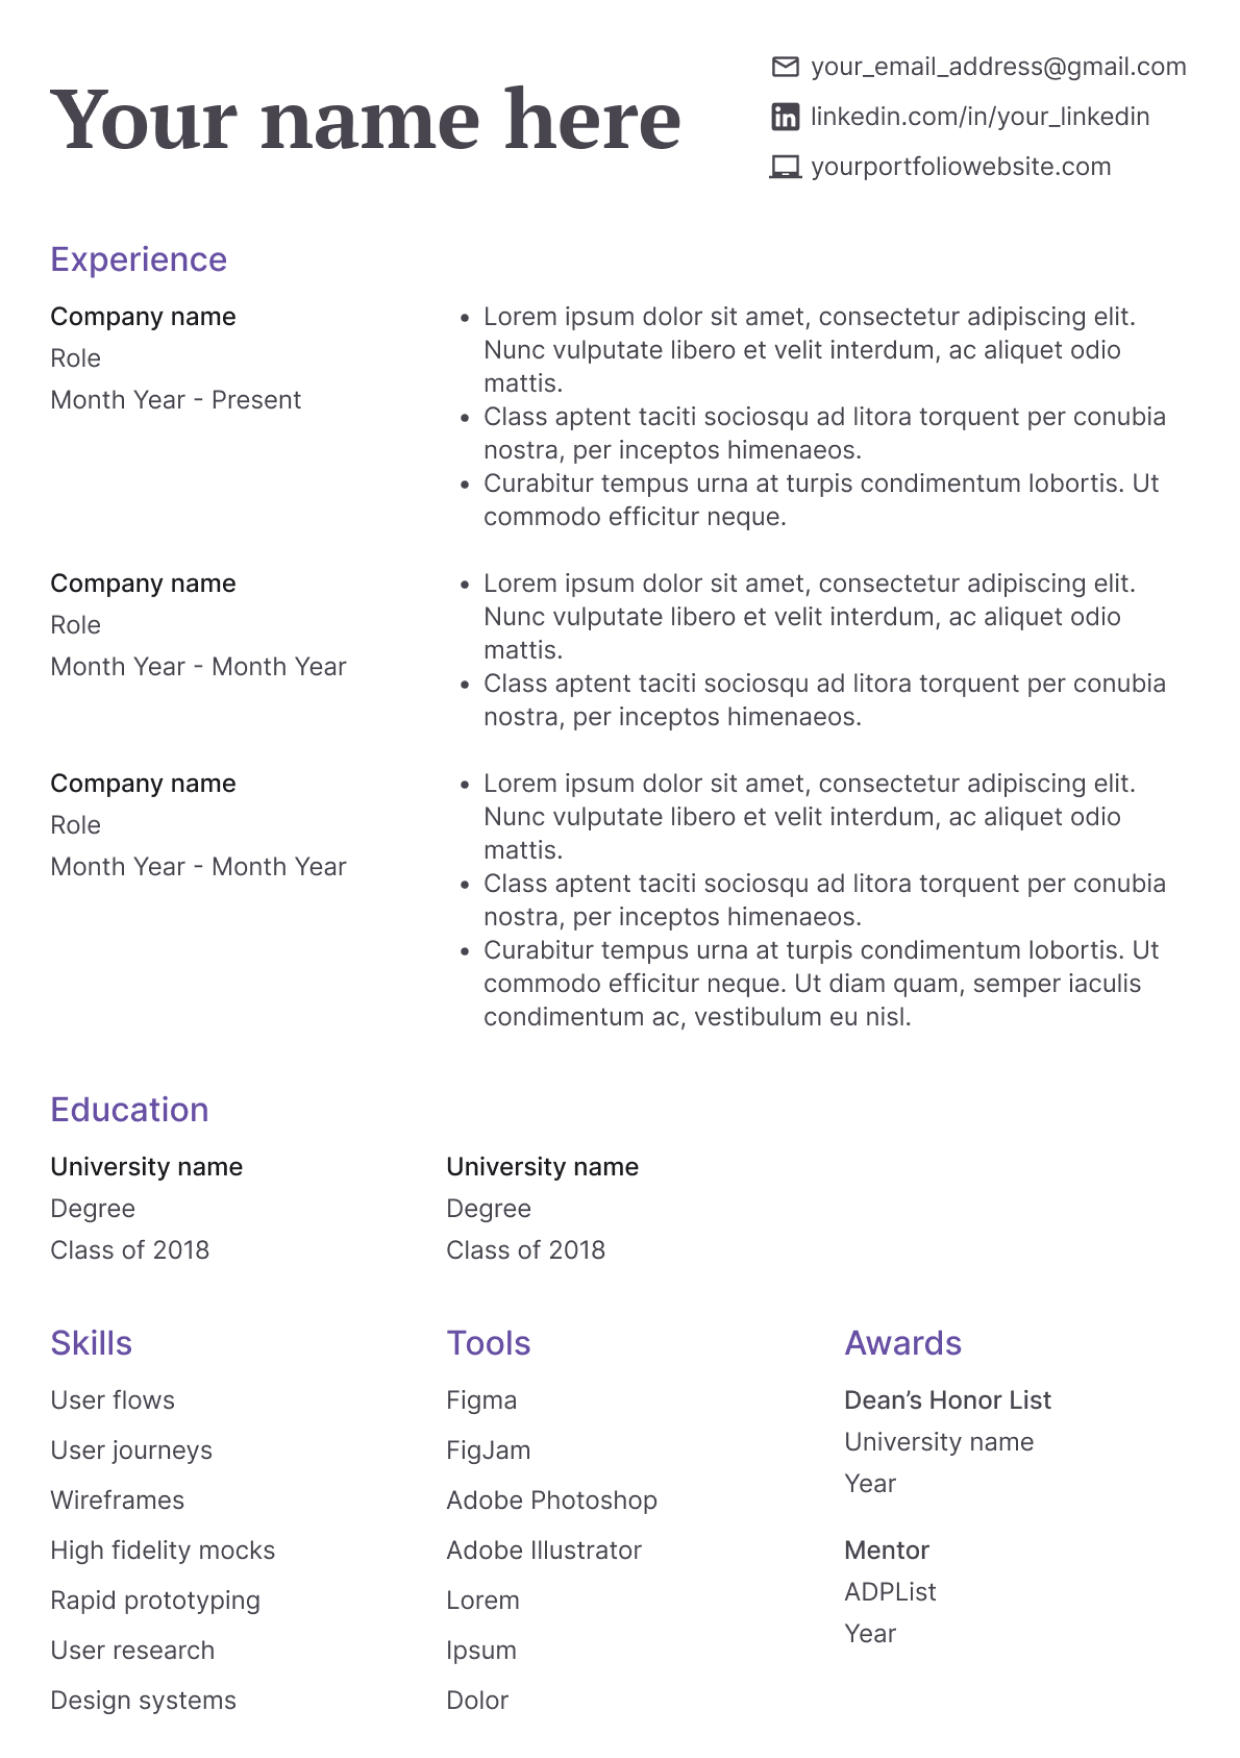 Your name here
your_email_address@gmail.com
linkedin.com/in/your_linkedin
yourportfoliowebsite.com
Experience
Company name
Role
Month Year - Present
• Lorem ipsum dolor sit amet, consectetur adipiscing elit.
Nunc vulputate libero et velit interdum, ac aliquet odio
mattis.
• Class aptent taciti sociosqu ad litora torquent per conubia
nostra, per inceptos himenaeos.
• Curabitur tempus urna at turpis condimentum lobortis. Ut
commodo efficitur neque.
Company name
Role
Month Year - Month Year
• Lorem ipsum dolor sit amet, consectetur adipiscing elit.
Nunc vulputate libero et velit interdum, ac aliquet odio
mattis.
• Class aptent taciti sociosqu ad litora torquent per conubia
nostra, per inceptos himenaeos.
Company name
Role
Month Year - Month Year
• Lorem ipsum dolor sit amet, consectetur adipiscing elit.
Nunc vulputate libero et velit interdum, ac aliquet odio
mattis.
• Class aptent taciti sociosqu ad litora torquent per conubia
nostra, per inceptos himenaeos.
• Curabitur tempus urna at turpis condimentum lobortis. Ut
commodo efficitur neque. Ut diam quam, semper iaculis
condimentum ac, vestibulum eu nisl.
Education
University name
Degree
Class of 2018
University name
Degree
Class of 2018
Skills
User flows
User journeys
Wireframes
High fidelity mocks
Rapid prototyping
User research
Design systems
Tools
Figma
FigJam
Adobe Photoshop
Adobe Illustrator
Lorem
Ipsum
Dolor
Awards
Dean’s Honor List
University name
Year
Mentor
ADPList
Year